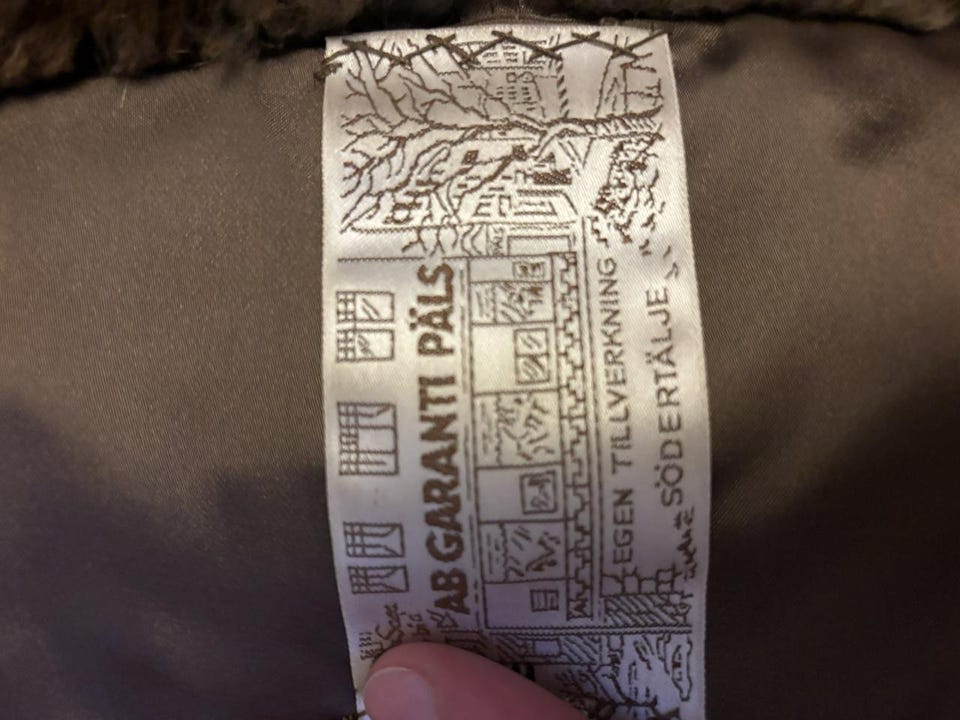 AB GARANTI PÄLS
EGEN TILLVERKNING
SÖDERTÄLJE